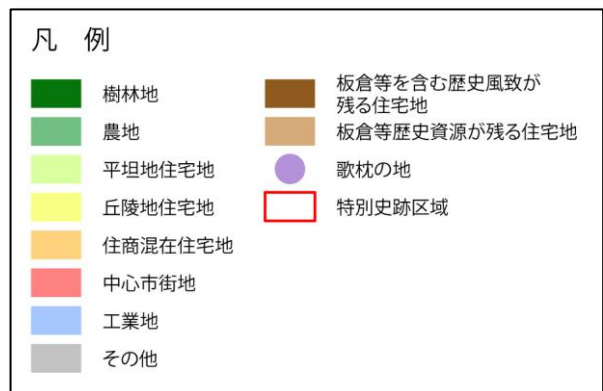 凡 例
樹林地
農地
平坦地住宅地
丘陵地住宅地
住商混在住宅地
中心市街地
工業地
その他
板倉等を含む歴史風致が
残る住宅地
板倉等歴史資源が残る住宅地
歌枕の地
特別史跡区域